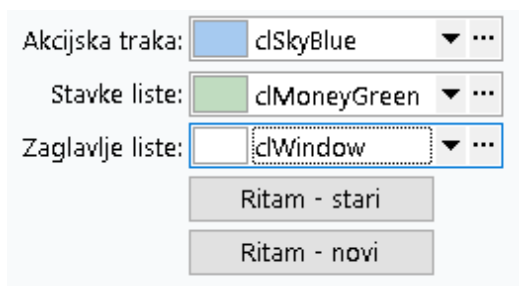 Akcijska traka: clSkyBlue
Stavke liste: clMoneyGreen
Zaglavlje liste: clWindow
Ritam - stari
Ritam - novi